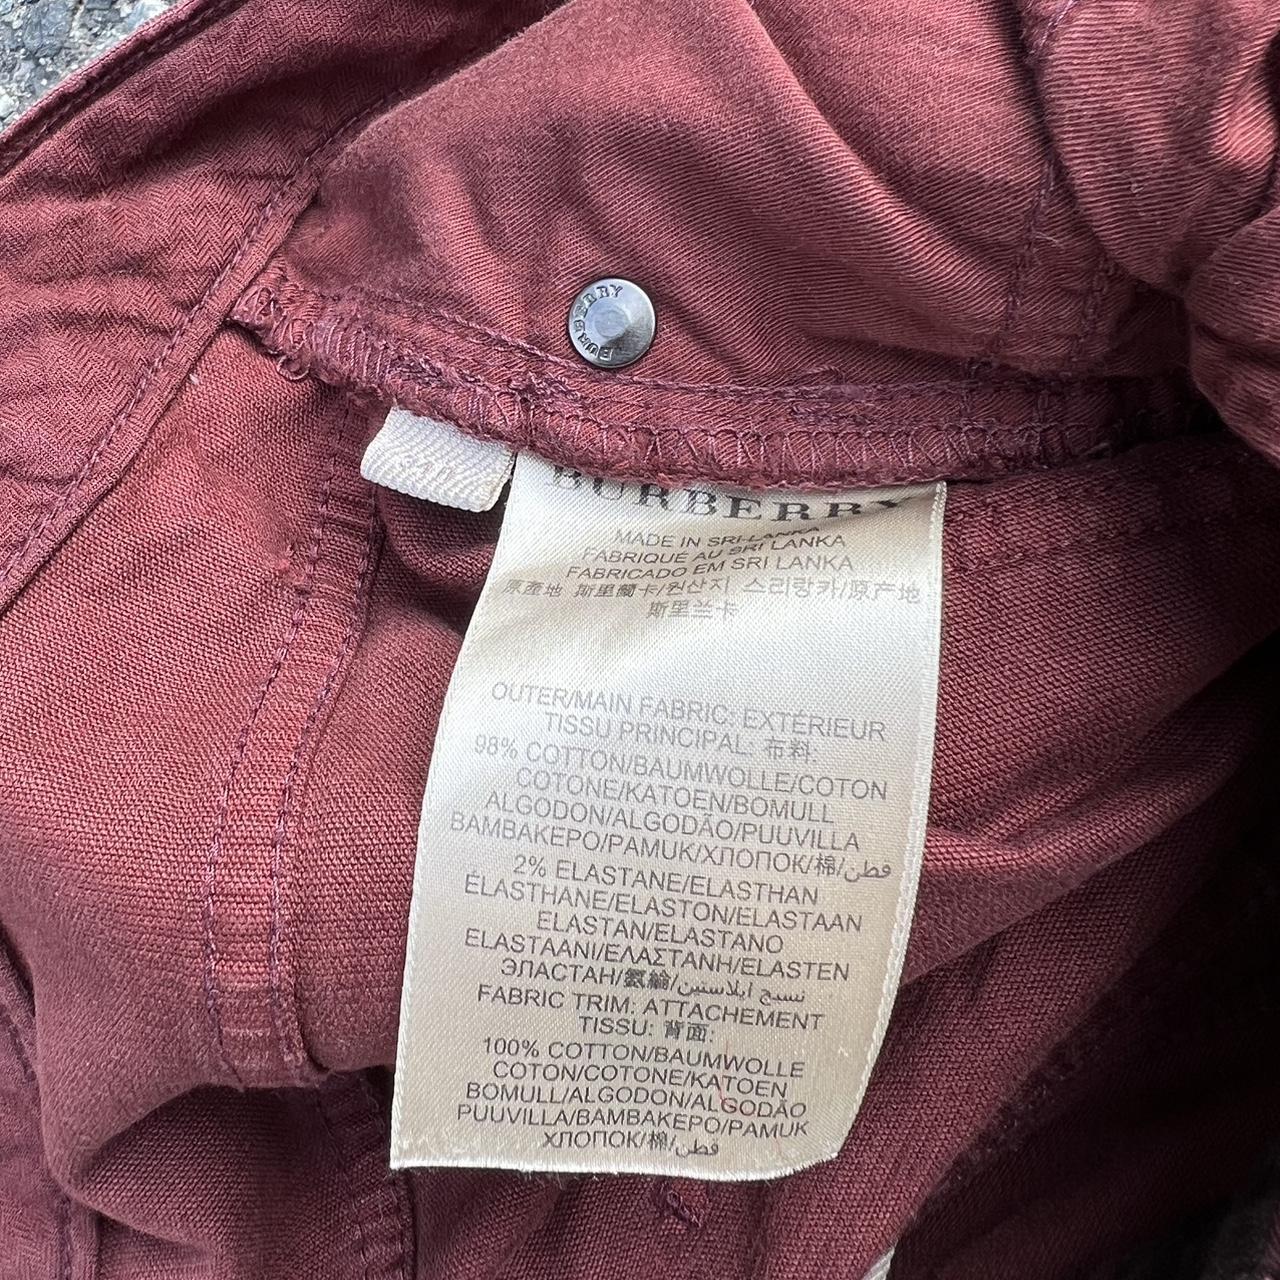 BURBERRY
BURBERRY
BURBERRY
MADE IN SRI LANKA
FABRIQUÉ AU SRI LANKA
FABRICADO EM SRI LANKA
原產地 斯里蘭卡/원산지 스리랑카/原产地
斯里兰卡
OUTER/MAIN FABRIC: EXTÉRIEUR
TISSU PRINCIPAL: 布料:
98% COTTON/BAUMWOLLE/COTON
COTONE/KATOEN/BOMULL
ALGODON/ALGODÃO/PUUVILLA
BAMBAKEPO/PAMUK/ХЛОПОК/棉/قطن
2% ELASTANE/ELASTHAN
ÉLASTHANE/ELASTON/ELASTAAN
ELASTAN/ELASTANO
ELASTAANI/ΕΛΑΣΤΑΝΗ/ELASTEN
ЭЛАСТАН/氨綸/نسيج ايلاستين
FABRIC TRIM: ATTACHEMENT
TISSU: 背面:
100% COTTON/BAUMWOLLE
COTON/COTONE/KATOEN
BOMULL/ALGODON/ALGODÃO
PUUVILLA/BAMBAKEPO/PAMUK
ХЛОПОК/棉/قطن